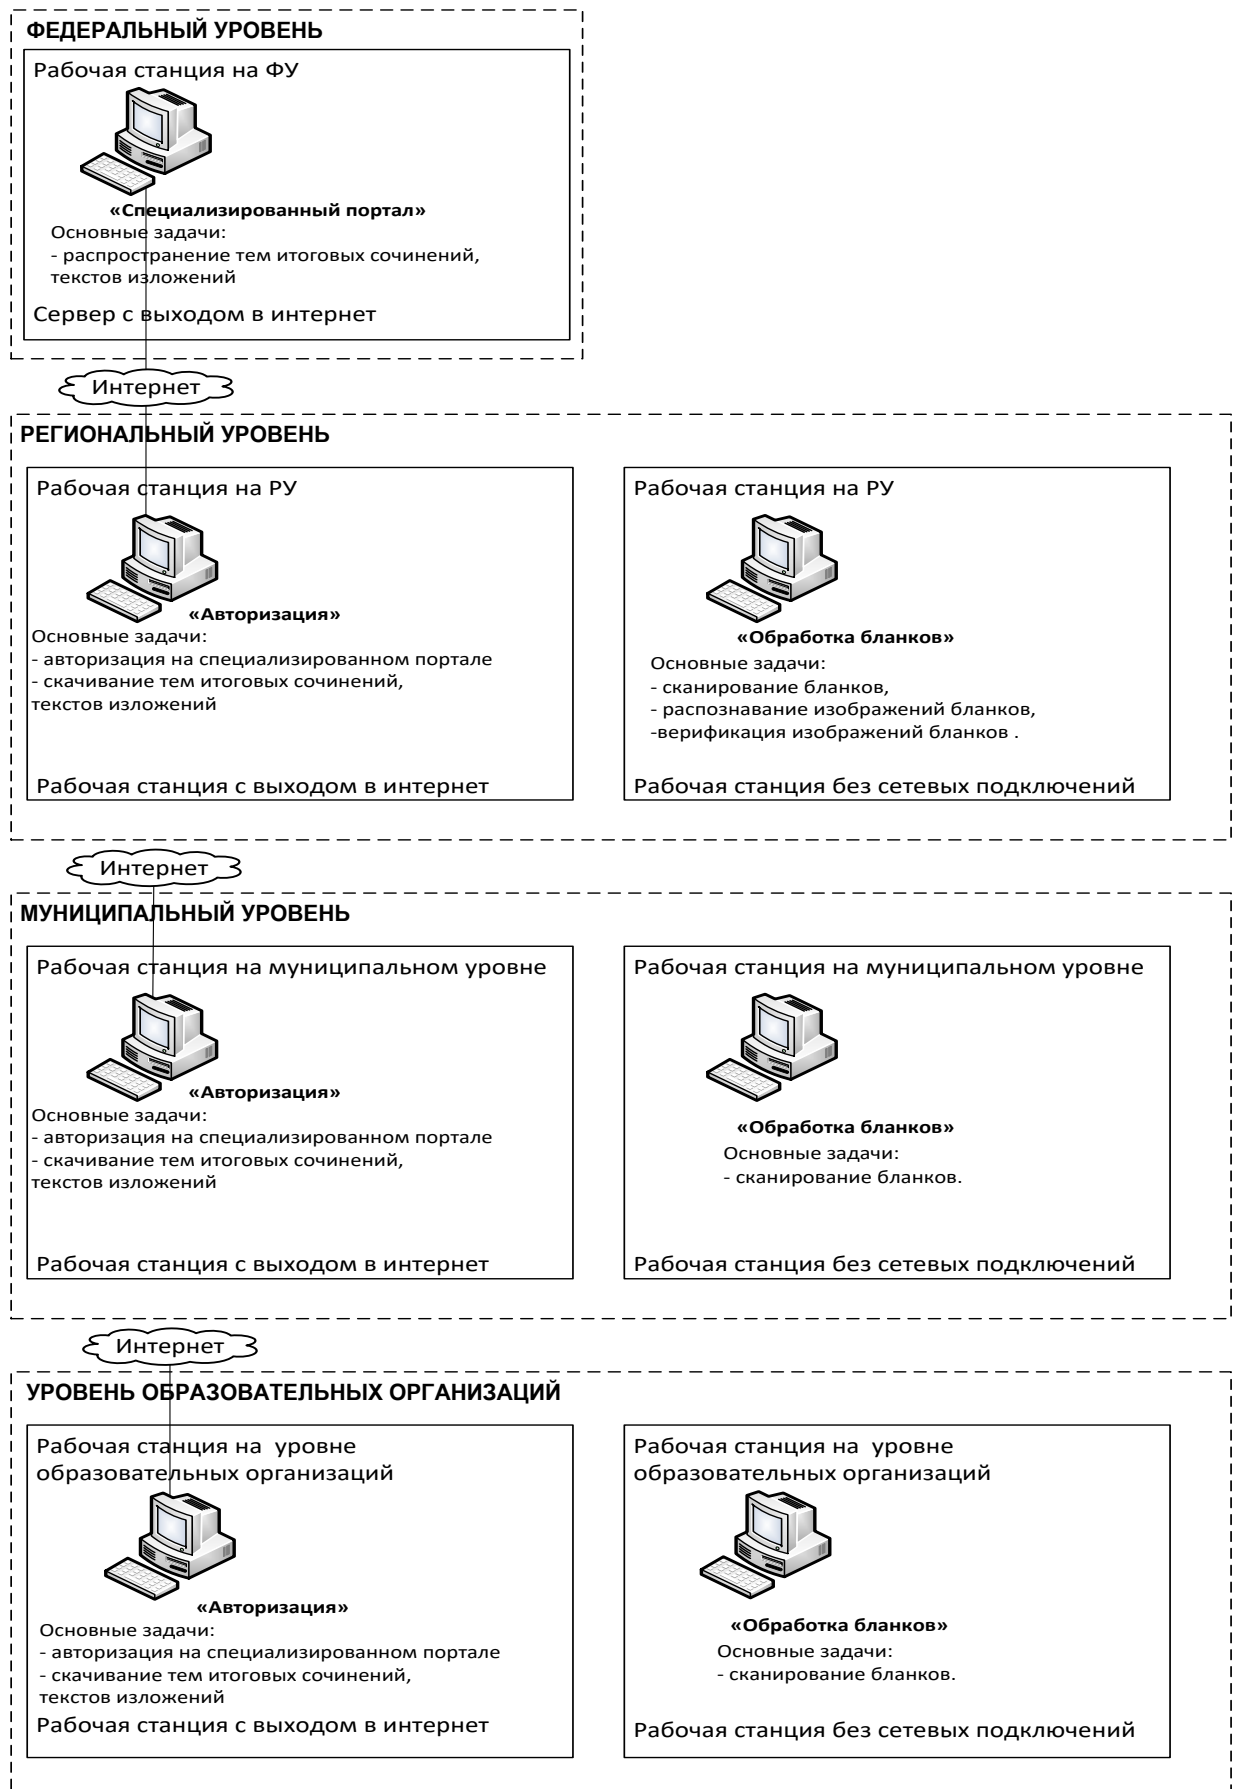 ФЕДЕРАЛЬНЫЙ УРОВЕНЬ
Рабочая станция на ФУ
«Специализированный портал»
Основные задачи:
- распространение тем итоговых сочинений,
текстов изложений
Сервер с выходом в интернет
Интернет
РЕГИОНАЛЬНЫЙ УРОВЕНЬ
Рабочая станция на РУ
«Авторизация»
Основные задачи:
- авторизация на специализированном портале
- скачивание тем итоговых сочинений,
текстов изложений
Рабочая станция с выходом в интернет
Рабочая станция на РУ
«Обработка бланков»
Основные задачи:
- сканирование бланков,
- распознавание изображений бланков,
-верификация изображений бланков .
Рабочая станция без сетевых подключений
Интернет
МУНИЦИПАЛЬНЫЙ УРОВЕНЬ
Рабочая станция на муниципальном уровне
«Авторизация»
Основные задачи:
- авторизация на специализированном портале
- скачивание тем итоговых сочинений,
текстов изложений
Рабочая станция с выходом в интернет
Рабочая станция на муниципальном уровне
«Обработка бланков»
Основные задачи:
- сканирование бланков.
Рабочая станция без сетевых подключений
Интернет
УРОВЕНЬ ОБРАЗОВАТЕЛЬНЫХ ОРГАНИЗАЦИЙ
Рабочая станция на  уровне
образовательных организаций
«Авторизация»
Основные задачи:
- авторизация на специализированном портале
- скачивание тем итоговых сочинений,
текстов изложений
Рабочая станция с выходом в интернет
Рабочая станция на  уровне
образовательных организаций
«Обработка бланков»
Основные задачи:
- сканирование бланков.
Рабочая станция без сетевых подключений